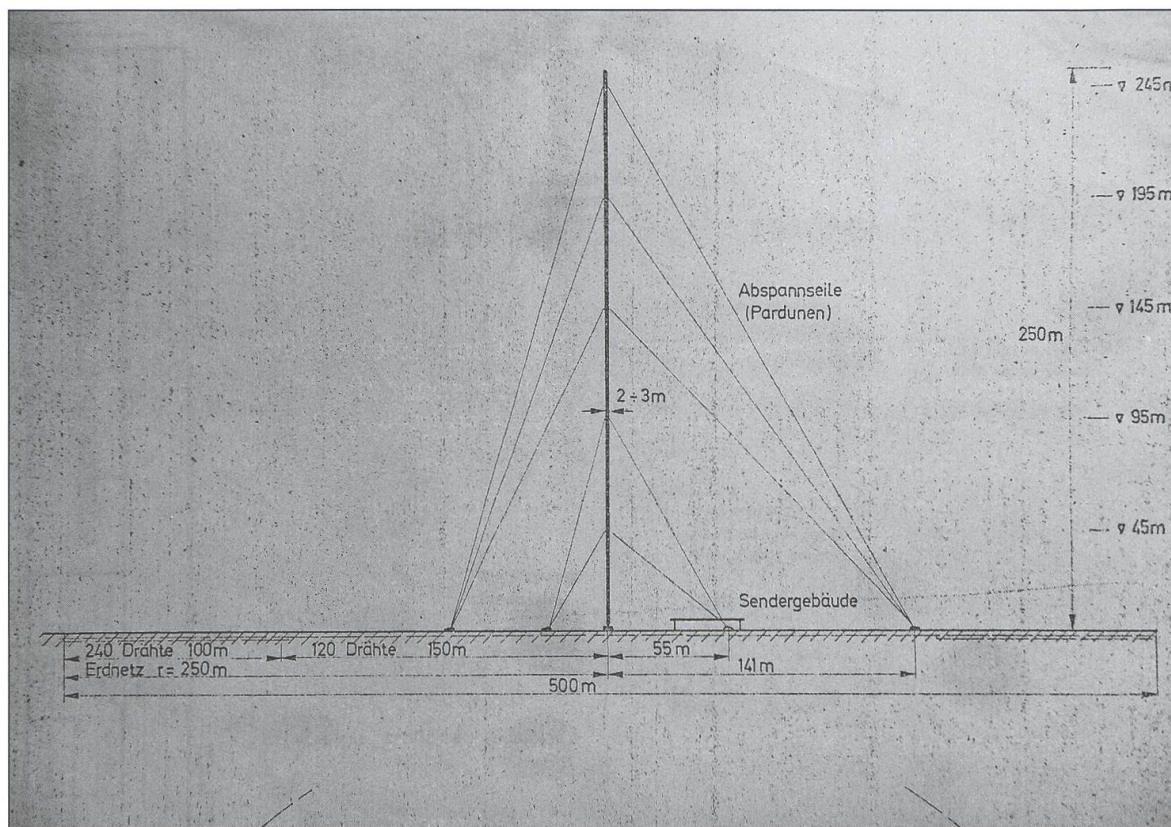 ▽ 245m
▽ 195m
Abspannseile
(Pardunen)
▽ 145m
250m
2÷3m
▽ 95m
▽ 45m
Sendergebäude
240 Drähte 100m
120 Drähte 150m
55m
Erdnetz r= 250m
141m
500m